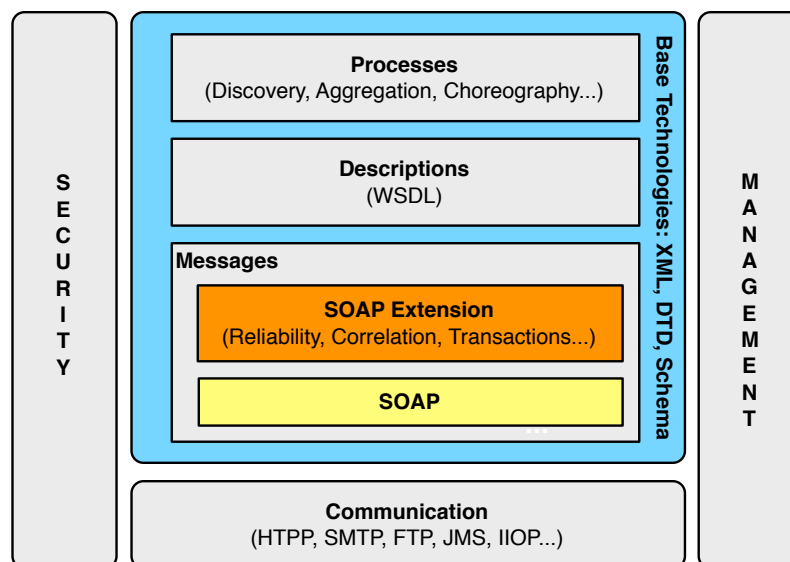 SECURITY
Processes
(Discovery, Aggregation, Choreography...)
Descriptions
(WSDL)
Messages
SOAP Extension
(Reliability, Correlation, Transactions...)
SOAP
...
Base Technologies: XML, DTD, Schema
MANAGEMENT
Communication
(HTPP, SMTP, FTP, JMS, IIOP...)